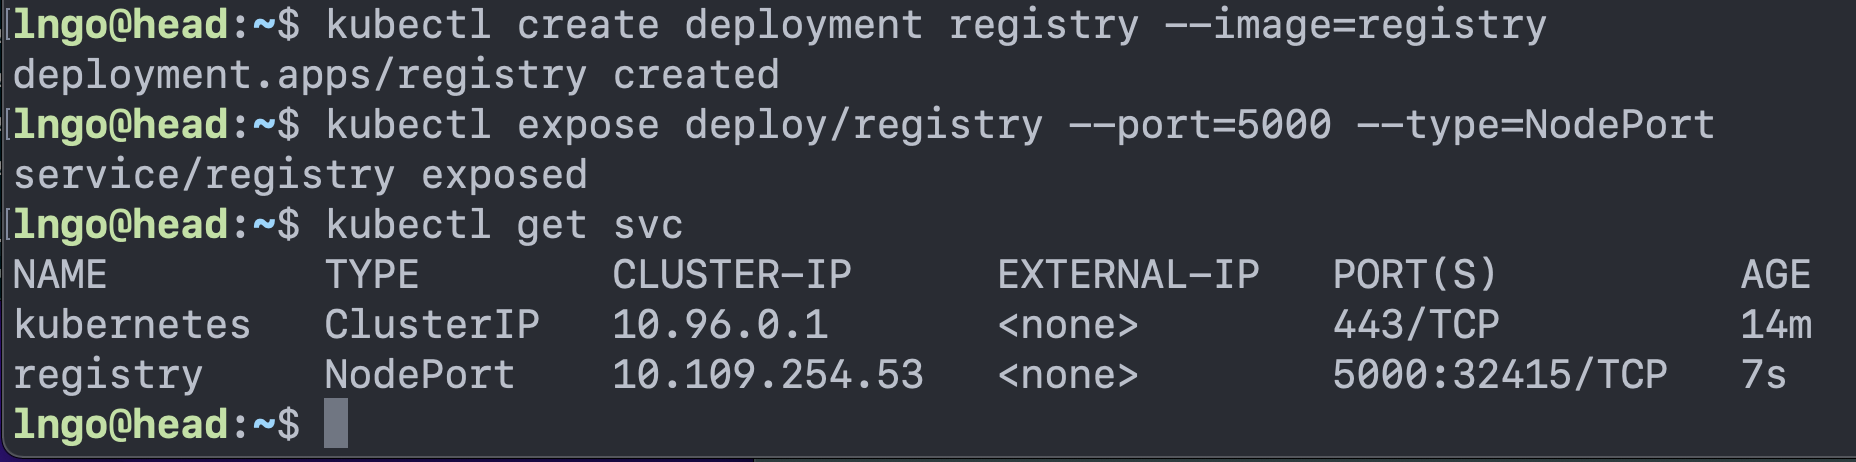 lngo@head:~$ kubectl create deployment registry --image=registry
deployment.apps/registry created
lngo@head:~$ kubectl expose deploy/registry --port=5000 --type=NodePort
service/registry exposed
lngo@head:~$ kubectl get svc
NAME TYPE CLUSTER-IP EXTERNAL-IP PORT(S) AGE
kubernetes ClusterIP 10.96.0.1 <none> 443/TCP 14m
registry NodePort 10.109.254.53 <none> 5000:32415/TCP 7s
lngo@head:~$